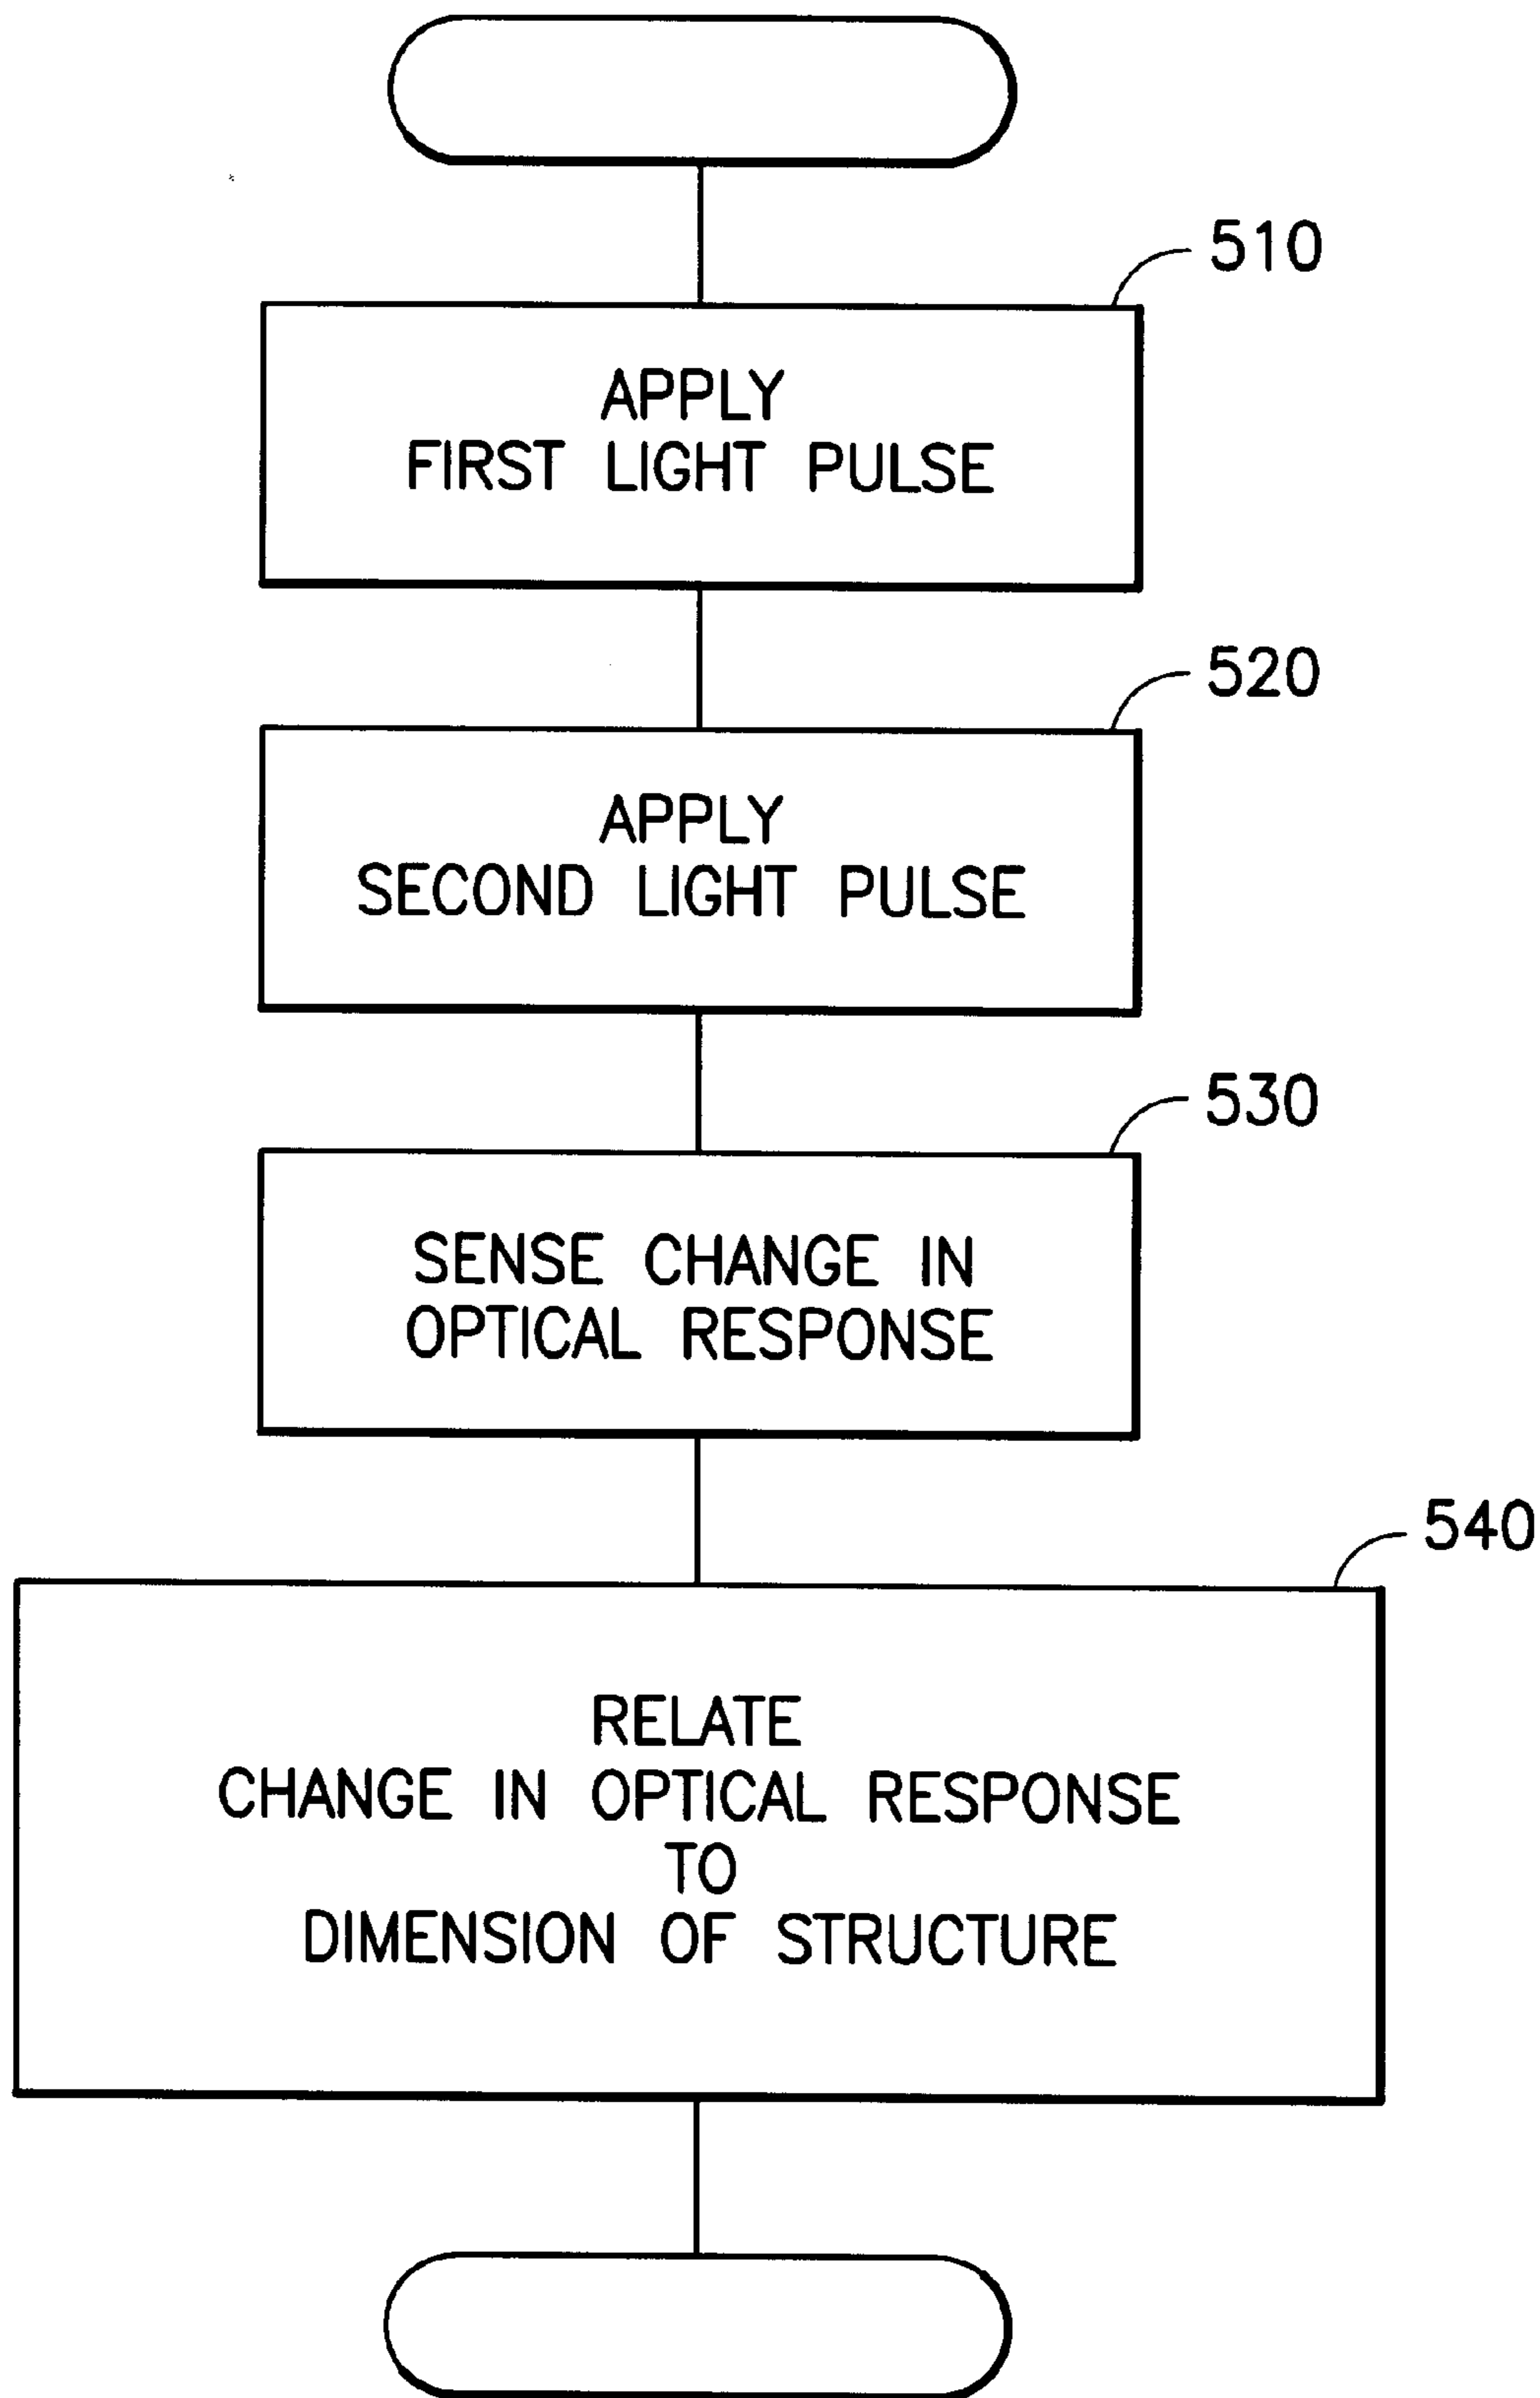 510
APPLY
FIRST LIGHT PULSE
520
APPLY
SECOND LIGHT PULSE
530
SENSE CHANGE IN
OPTICAL RESPONSE
540
RELATE
CHANGE IN OPTICAL RESPONSE
TO
DIMENSION OF STRUCTURE